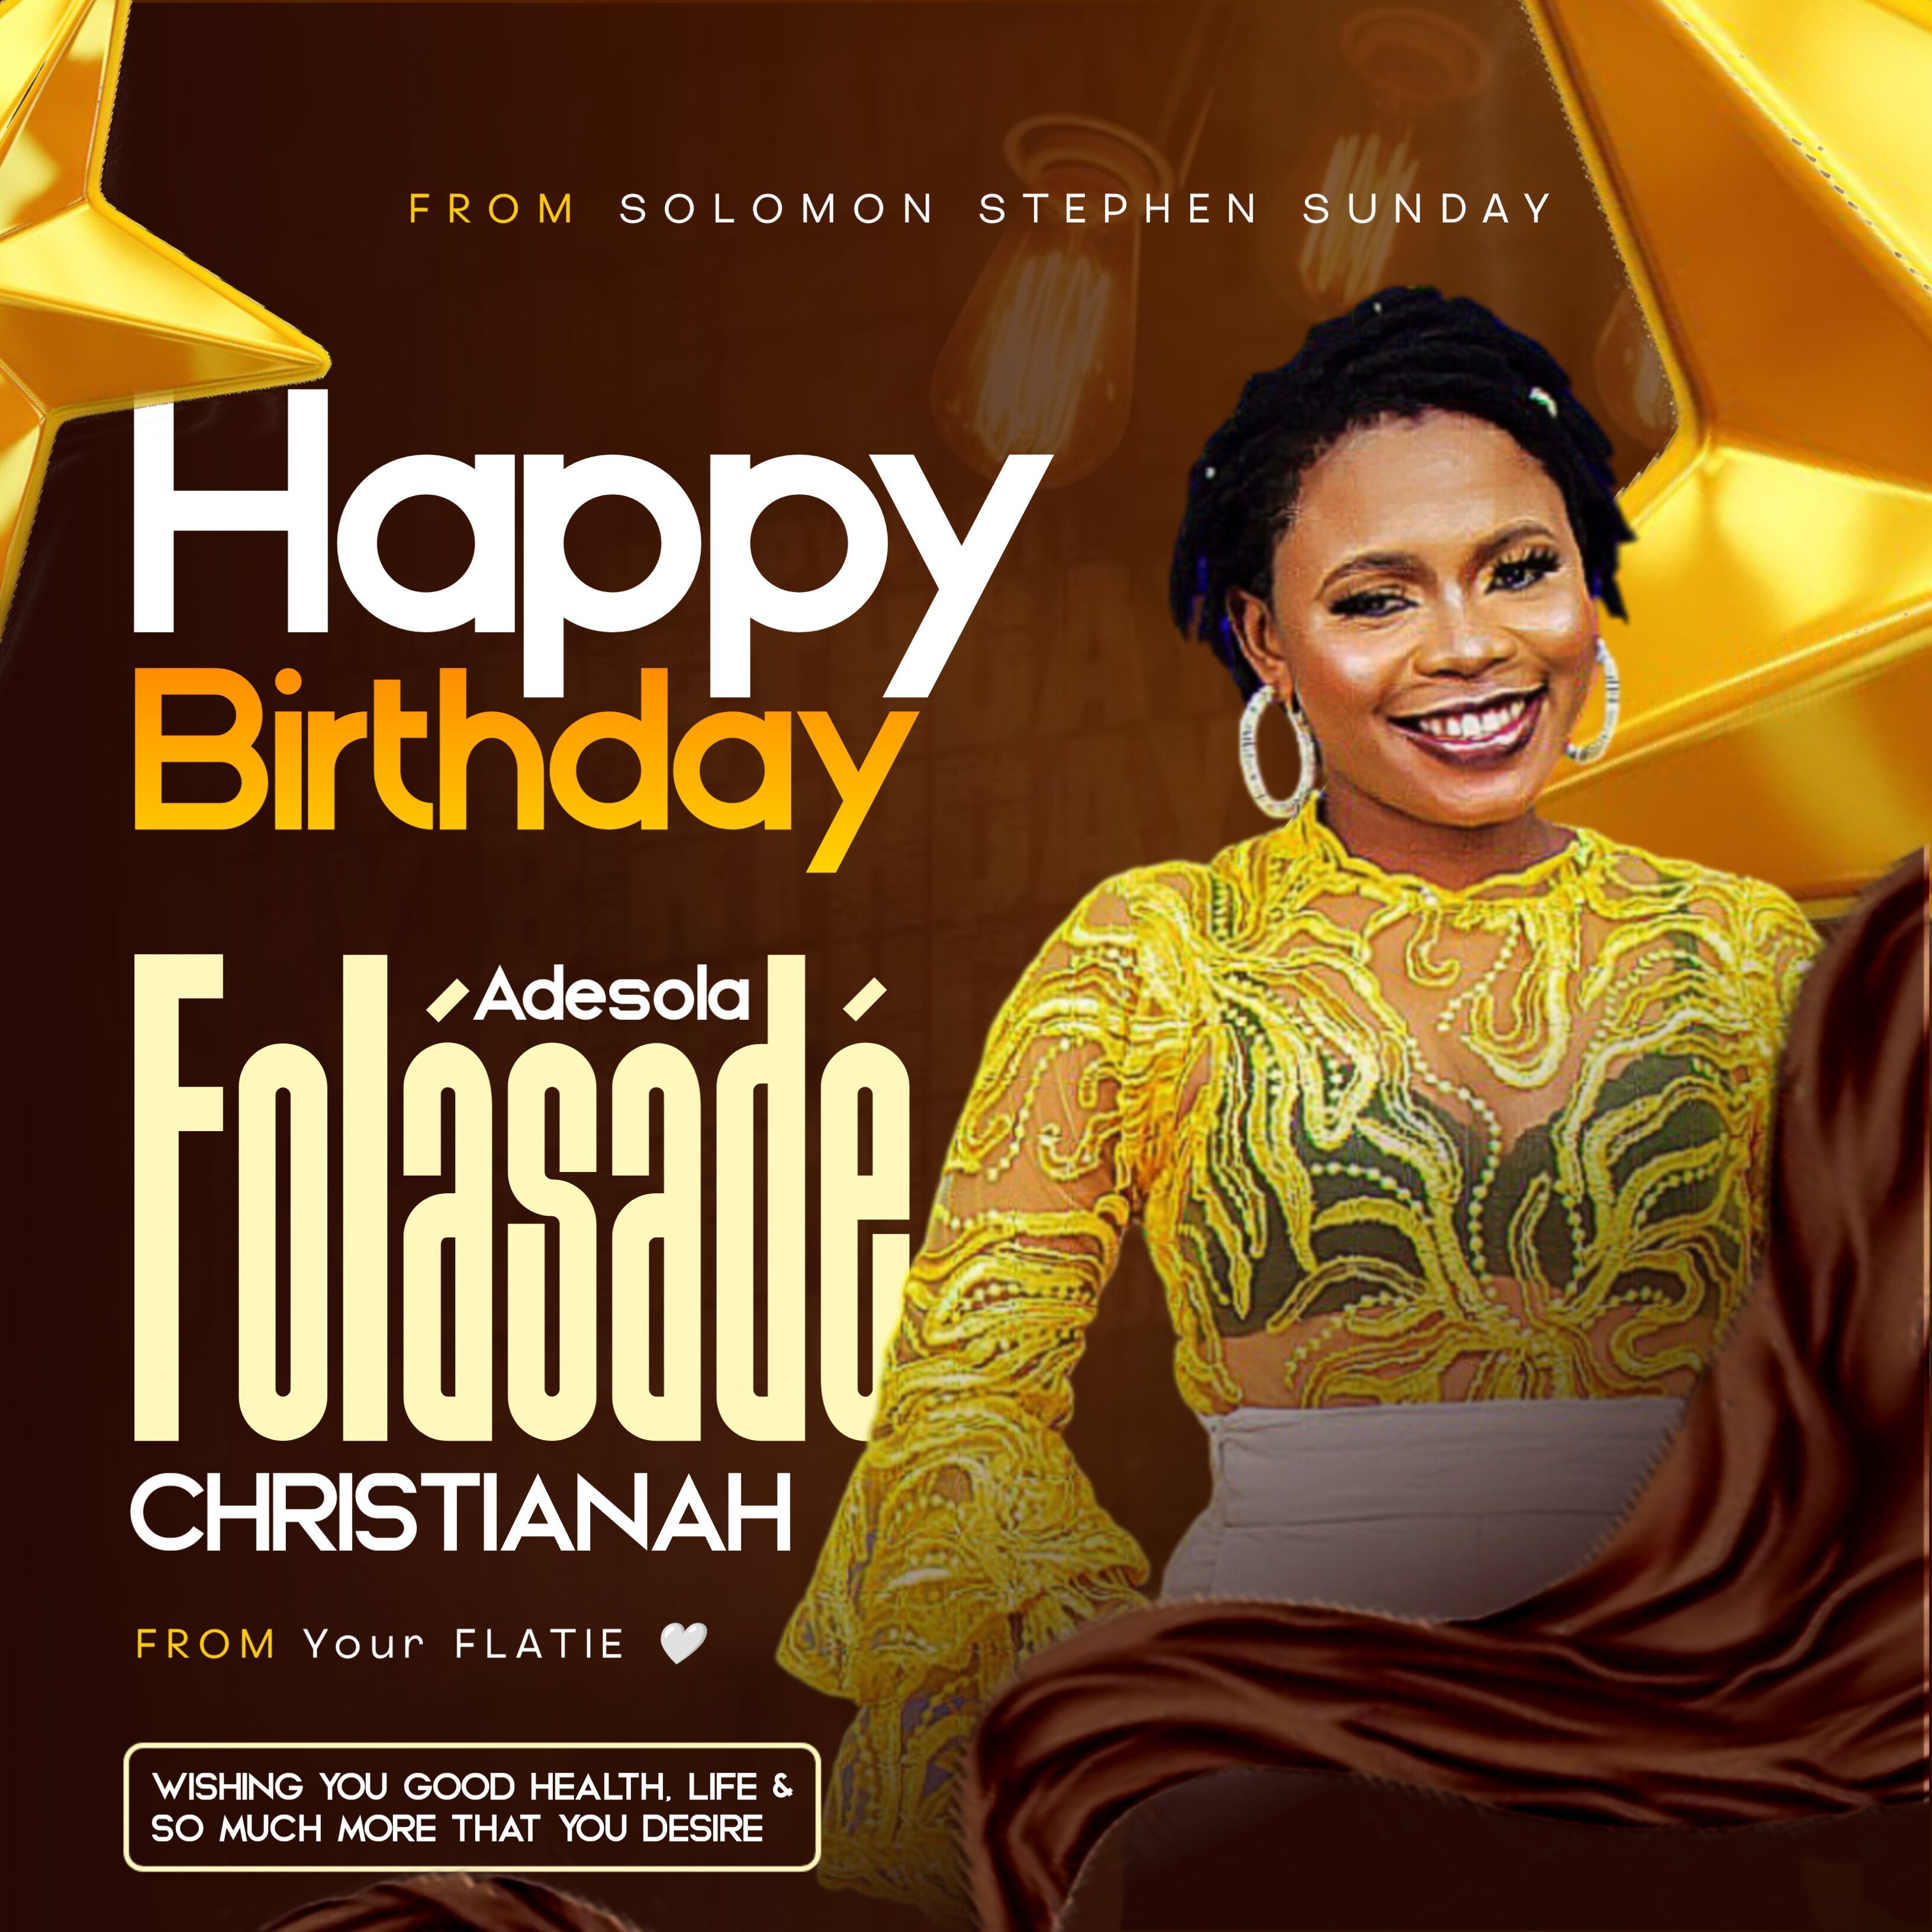 FROM SOLOMON STEPHEN SUNDAY
Happy
Birthday
Adesola
Folásadé
CHRISTIANAH
FROM Your FLATIE 🤍
WISHING YOU GOOD HEALTH, LIFE &
SO MUCH MORE THAT YOU DESIRE